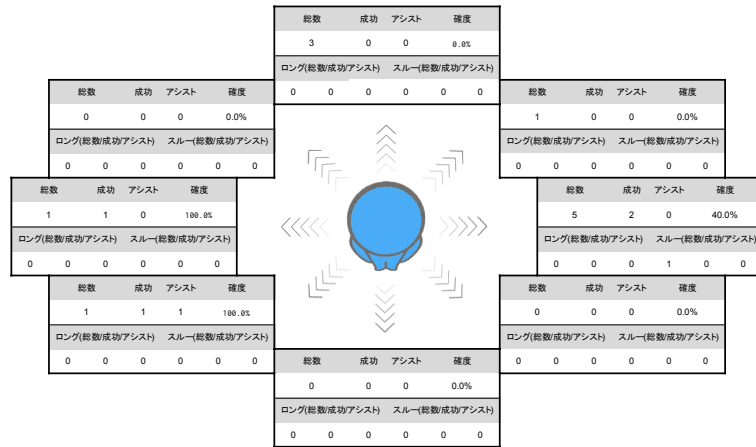 総数 成功 アシスト 確度
3 0 0 0.0%
ロング(総数/成功/アシスト) スルー(総数/成功/アシスト)
0 0 0 0 0 0
総数 成功 アシスト 確度
0 0 0 0.0%
ロング(総数/成功/アシスト) スルー(総数/成功/アシスト)
0 0 0 0 0 0
総数 成功 アシスト 確度
1 0 0 0.0%
ロング(総数/成功/アシスト) スルー(総数/成功/アシスト)
0 0 0 0 0 0
総数 成功 アシスト 確度
1 1 0 100.0%
ロング(総数/成功/アシスト) スルー(総数/成功/アシスト)
0 0 0 0 0 0
総数 成功 アシスト 確度
5 2 0 40.0%
ロング(総数/成功/アシスト) スルー(総数/成功/アシスト)
0 0 0 1 0 0
総数 成功 アシスト 確度
1 1 1 100.0%
ロング(総数/成功/アシスト) スルー(総数/成功/アシスト)
0 0 0 0 0 0
総数 成功 アシスト 確度
0 0 0 0.0%
ロング(総数/成功/アシスト) スルー(総数/成功/アシスト)
0 0 0 0 0 0
総数 成功 アシスト 確度
0 0 0 0.0%
ロング(総数/成功/アシスト) スルー(総数/成功/アシスト)
0 0 0 0 0 0